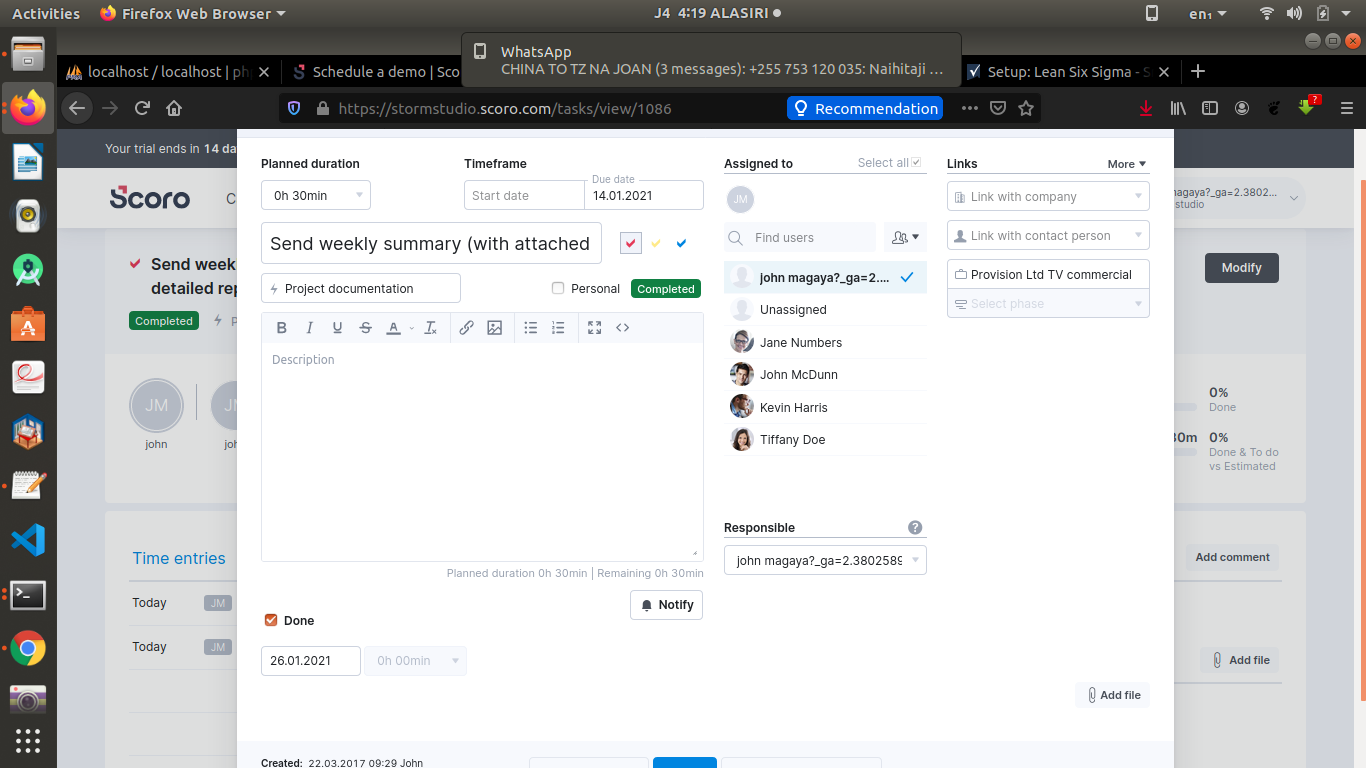 Activities
Firefox Web Browser
J4 4:19 ALASIRI
en₁
WhatsApp
CHINA TO TZ NA JOAN (3 messages): +255 753 120 035: Naihitaji ...
localhost / localhost | ph
Schedule a demo | Sco
Setup: Lean Six Sigma - S
https://stormstudio.scoro.com/tasks/view/1086
Recommendation
?
Your trial ends in 14 da
Scoro
C
magaya?_ga=2.3802...
studio
Planned duration
Timeframe
Assigned to
Select all
Links
More
0h 30min
Start date
Due date
14.01.2021
JM
Link with company
Send weekly summary (with attached
Find users
Link with contact person
Send week
detailed rep
Modify
Project documentation
Personal
Completed
john magaya?_ga=2....
Provision Ltd TV commercial
Select phase
Completed
P
Unassigned
B I U S A Tx
Jane Numbers
Description
John McDunn
Kevin Harris
Tiffany Doe
JM
JM
john
joh
0%
Done
30m
0%
Done & To do
vs Estimated
Responsible
?
john magaya?_ga=2.3802589
Planned duration 0h 30min | Remaining 0h 30min
Notify
Done
26.01.2021
0h 00min
Time entries
Add comment
Today
JM
Today
JM
Add file
Add file
Created: 22.03.2017 09:29 John